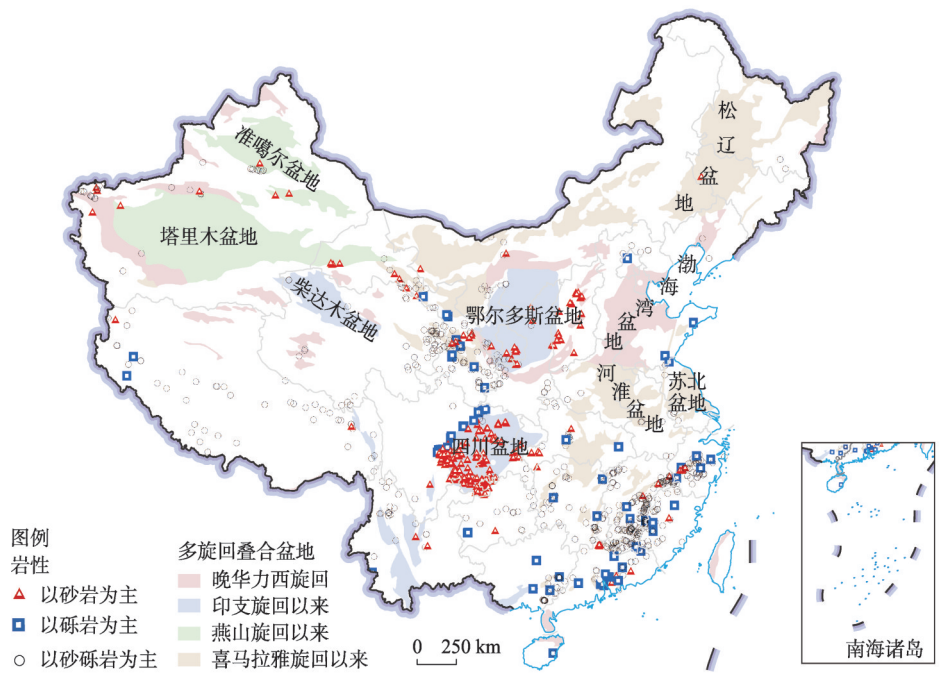 准噶尔盆地
塔里木盆地
柴达木盆地
鄂尔多斯盆地
四川盆地
松辽盆地
渤海湾盆地
河淮盆地
苏北
盆地
图例
岩性
以砂岩为主
以砾岩为主
以砂砾岩为主
多旋回叠合盆地
晚华力西旋回
印支旋回以来
燕山旋回以来
喜马拉雅旋回以来
0 250 km
南海诸岛